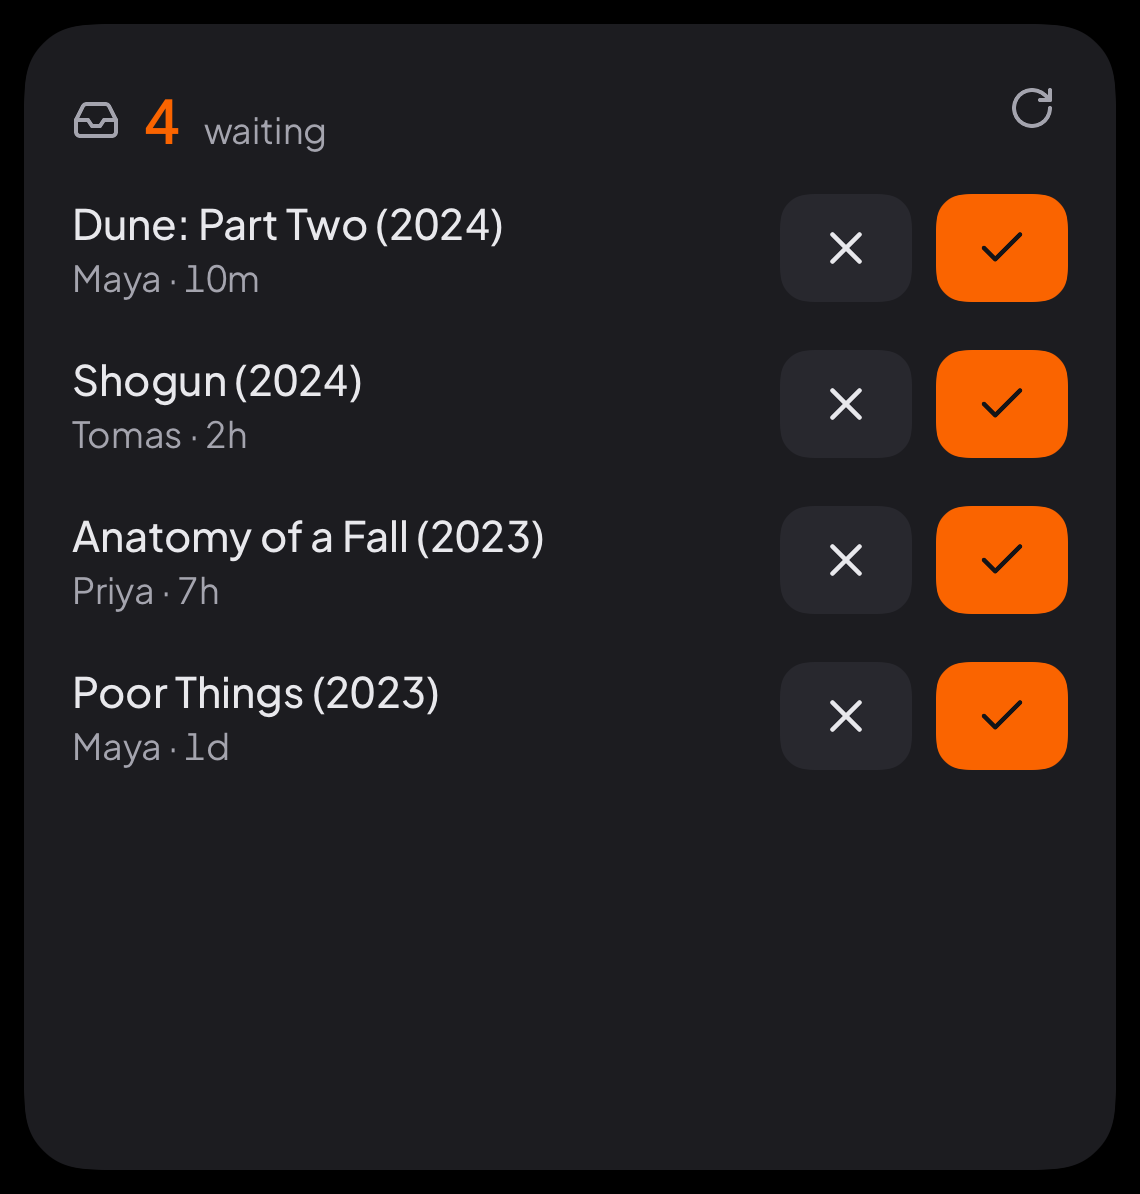 4 waiting
Dune: Part Two (2024)
Maya · 10m
Shogun (2024)
Tomas · 2h
Anatomy of a Fall (2023)
Priya · 7h
Poor Things (2023)
Maya · 1d